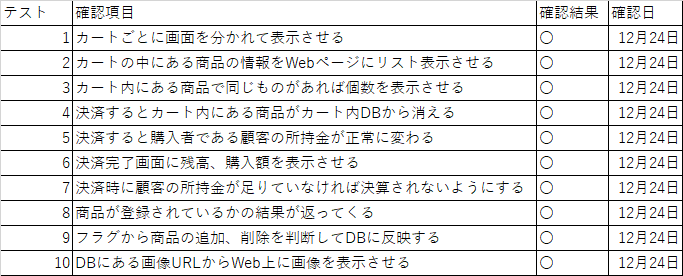 テスト 確認項目 確認結果 確認日
1 カートごとに画面を分かれて表示させる 〇 12月24日
2 カートの中にある商品の情報をWebページにリスト表示させる 〇 12月24日
3 カート内にある商品で同じものがあれば個数を表示させる 〇 12月24日
4 決済するとカート内にある商品がカート内DBから消える 〇 12月24日
5 決済すると購入者である顧客の所持金が正常に変わる 〇 12月24日
6 決済完了画面に残高、購入額を表示させる 〇 12月24日
7 決済時に顧客の所持金が足りていなければ決算されないようにする 〇 12月24日
8 商品が登録されているかの結果が返ってくる 〇 12月24日
9 フラグから商品の追加、削除を判断してDBに反映する 〇 12月24日
10 DBにある画像URLからWeb上に画像を表示させる 〇 12月24日